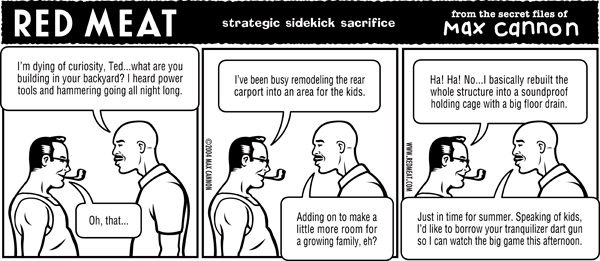 RED MEAT
strategic sidekick sacrifice
from the secret files of
Max cannon
I'm dying of curiosity, Ted...what are you
building in your backyard? I heard power
tools and hammering going all night long.
Oh, that...
©2004 MAX CANNON
I've been busy remodeling the rear
carport into an area for the kids.
Adding on to make a
little more room for
a growing family, eh?
WWW.REDMEAT.COM
Ha! Ha! No...I basically rebuilt the
whole structure into a soundproof
holding cage with a big floor drain.
Just in time for summer. Speaking of kids,
I'd like to borrow your tranquilizer dart gun
so I can watch the big game this afternoon.